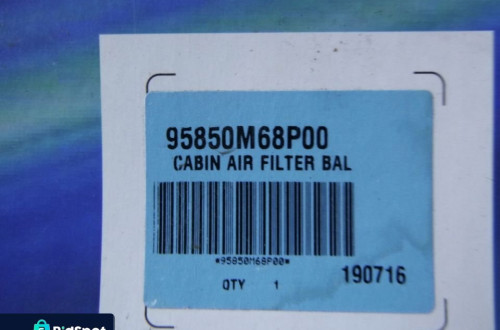 95850M68P00
CABIN AIR FILTER BAL
*95850M68P00*
QTY 1
190716